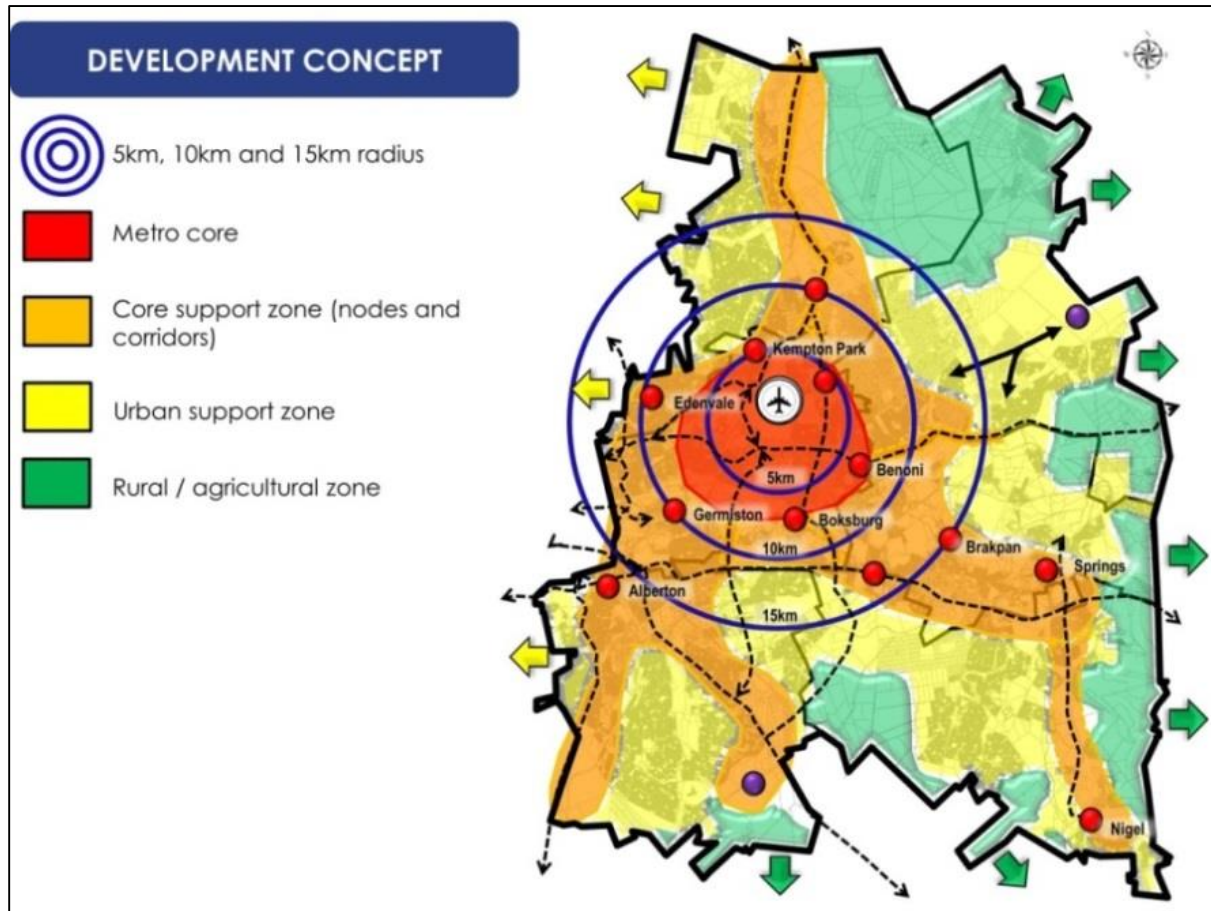 DEVELOPMENT CONCEPT
5km, 10km and 15km radius
Metro core
Core support zone (nodes and
corridors)
Urban support zone
Rural / agricultural zone
Kempton Park
Edenvale
5km
Benoni
Germiston
Boksburg
10km
Brakpan
Springs
Alberton
15km
Nigel